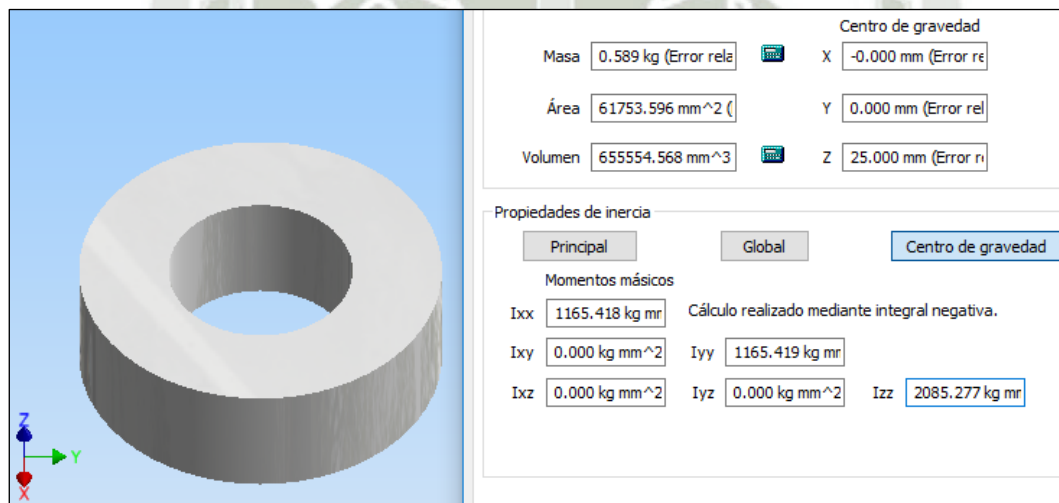 Centro de gravedad
Masa 0.589 kg (Error rela X -0.000 mm (Error re
Área 61753.596 mm^2 ( Y 0.000 mm (Error rel
Volumen 655554.568 mm^3 Z 25.000 mm (Error r
Propiedades de inercia
Principal Global Centro de gravedad
Momentos másicos
Ixx 1165.418 kg mr Cálculo realizado mediante integral negativa.
Ixy 0.000 kg mm^2 Iyy 1165.419 kg mr
Ixz 0.000 kg mm^2 Iyz 0.000 kg mm^2 Izz 2085.277 kg mr
Z
Y
X